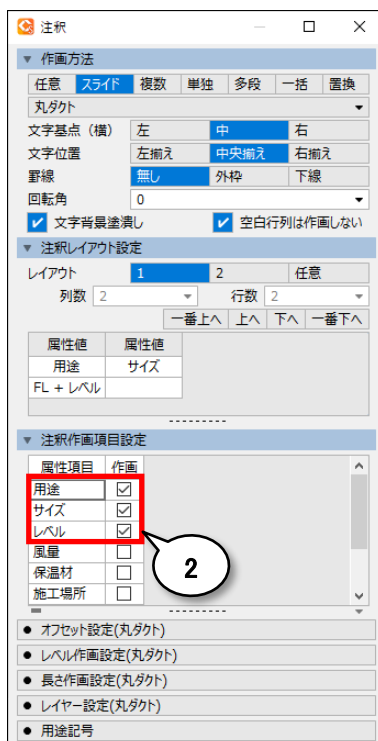 注釈
作画方法
任意 スライド 複数 単独 多段 一括 置換
丸ダクト
文字基点（横） 左 中 右
文字位置 左揃え 中央揃え 右揃え
罫線 無し 外枠 下線
回転角 0
文字背景塗潰し 空白行列は作画しない
注釈レイアウト設定
レイアウト 1 2 任意
列数 2 行数 2
一番上へ 上へ 下へ 一番下へ
属性値 属性値
用途 サイズ
FL + レベル
注釈作画項目設定
属性項目 作画
用途
サイズ
レベル
風量
保温材
施工場所
2
オフセット設定(丸ダクト)
レベル作画設定(丸ダクト)
長さ作画設定(丸ダクト)
レイヤー設定(丸ダクト)
用途記号